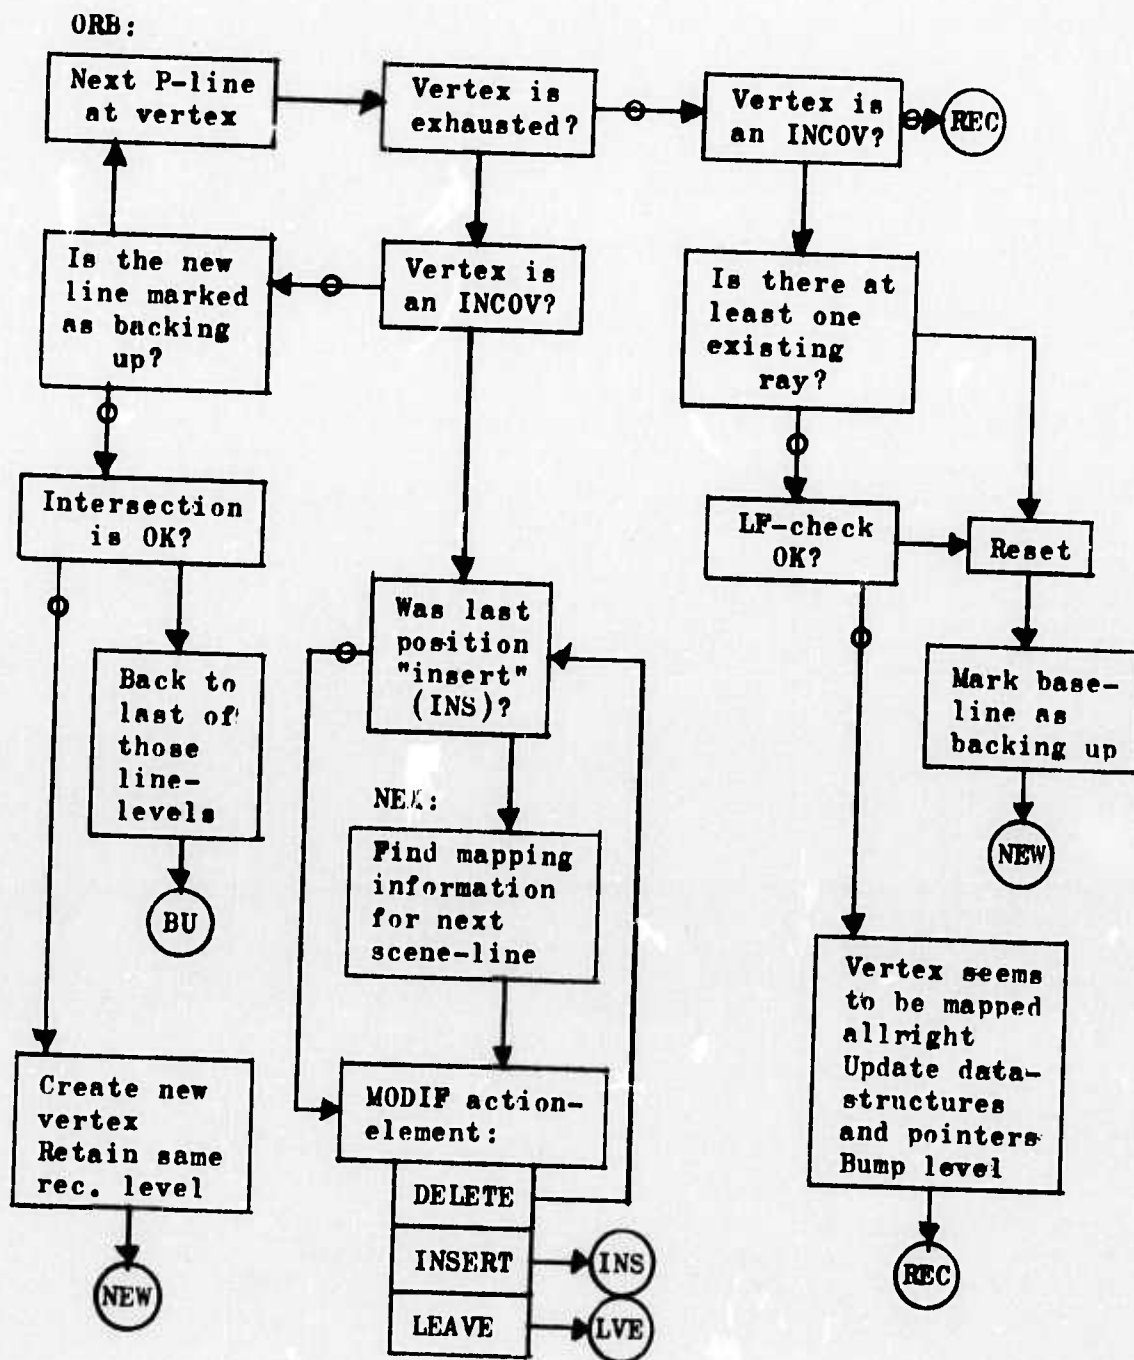 ORB:
Next P-line
at vertex
Vertex is
exhausted?
Vertex is
an INCOV?
REC
Is the new
line marked
as backing
up?
Vertex is
an INCOV?
Is there at
least one
existing
ray?
Intersection
is OK?
LF-check
OK?
Reset
Was last
position
"insert"
(INS)?
Back to
last of
those
line-
levels
Mark base-
line as
backing up
BU
NEW
Find mapping
information
for next
scene-line
Vertex seems
to be mapped
allright
Update data-
structures
and pointers
Bump level
Create new
vertex
Retain same
rec. level
MODIF action-
element:
DELETE
INSERT
INS
LEAVE
LVE
NEW
REC